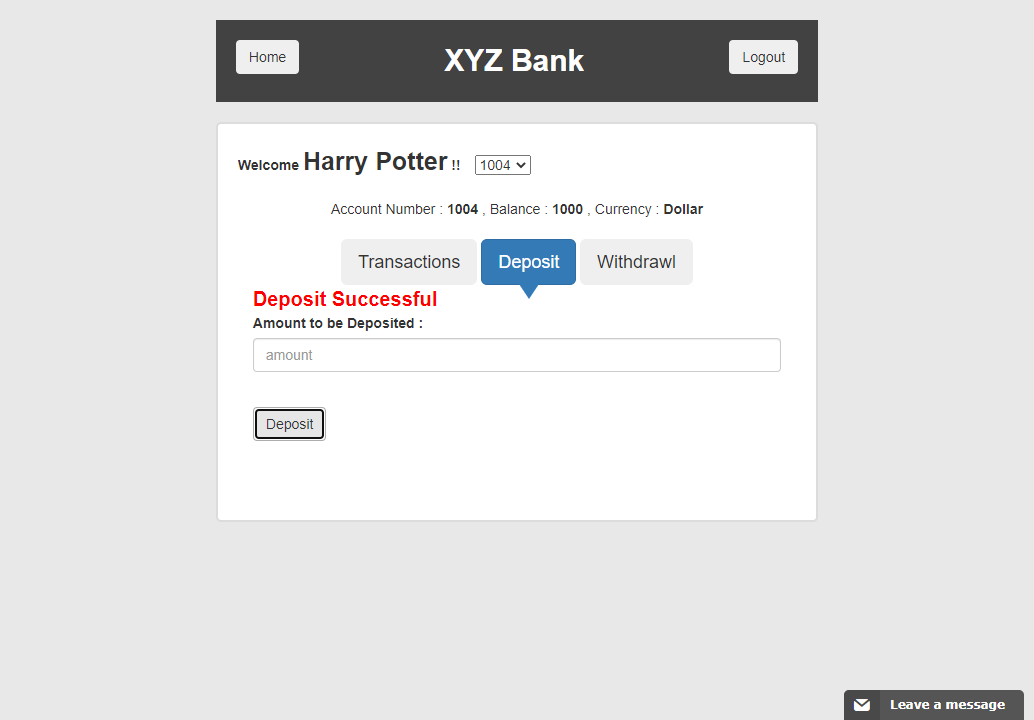 Home XYZ Bank Logout
Welcome Harry Potter !! 1004
Account Number : 1004 , Balance : 1000 , Currency : Dollar
Transactions Deposit Withdrawl
Deposit Successful
Amount to be Deposited :
amount
Deposit
Leave a message